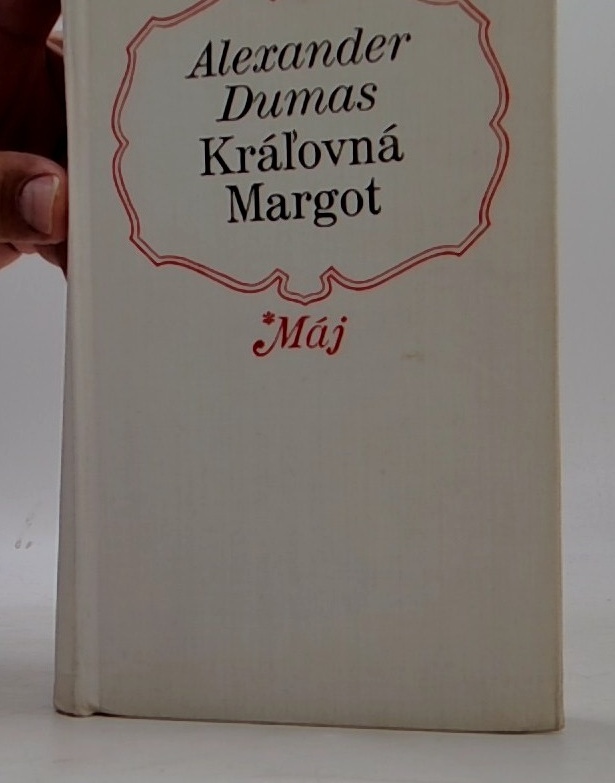 Alexander
Dumas
Kráľovná
Margot
*Máj